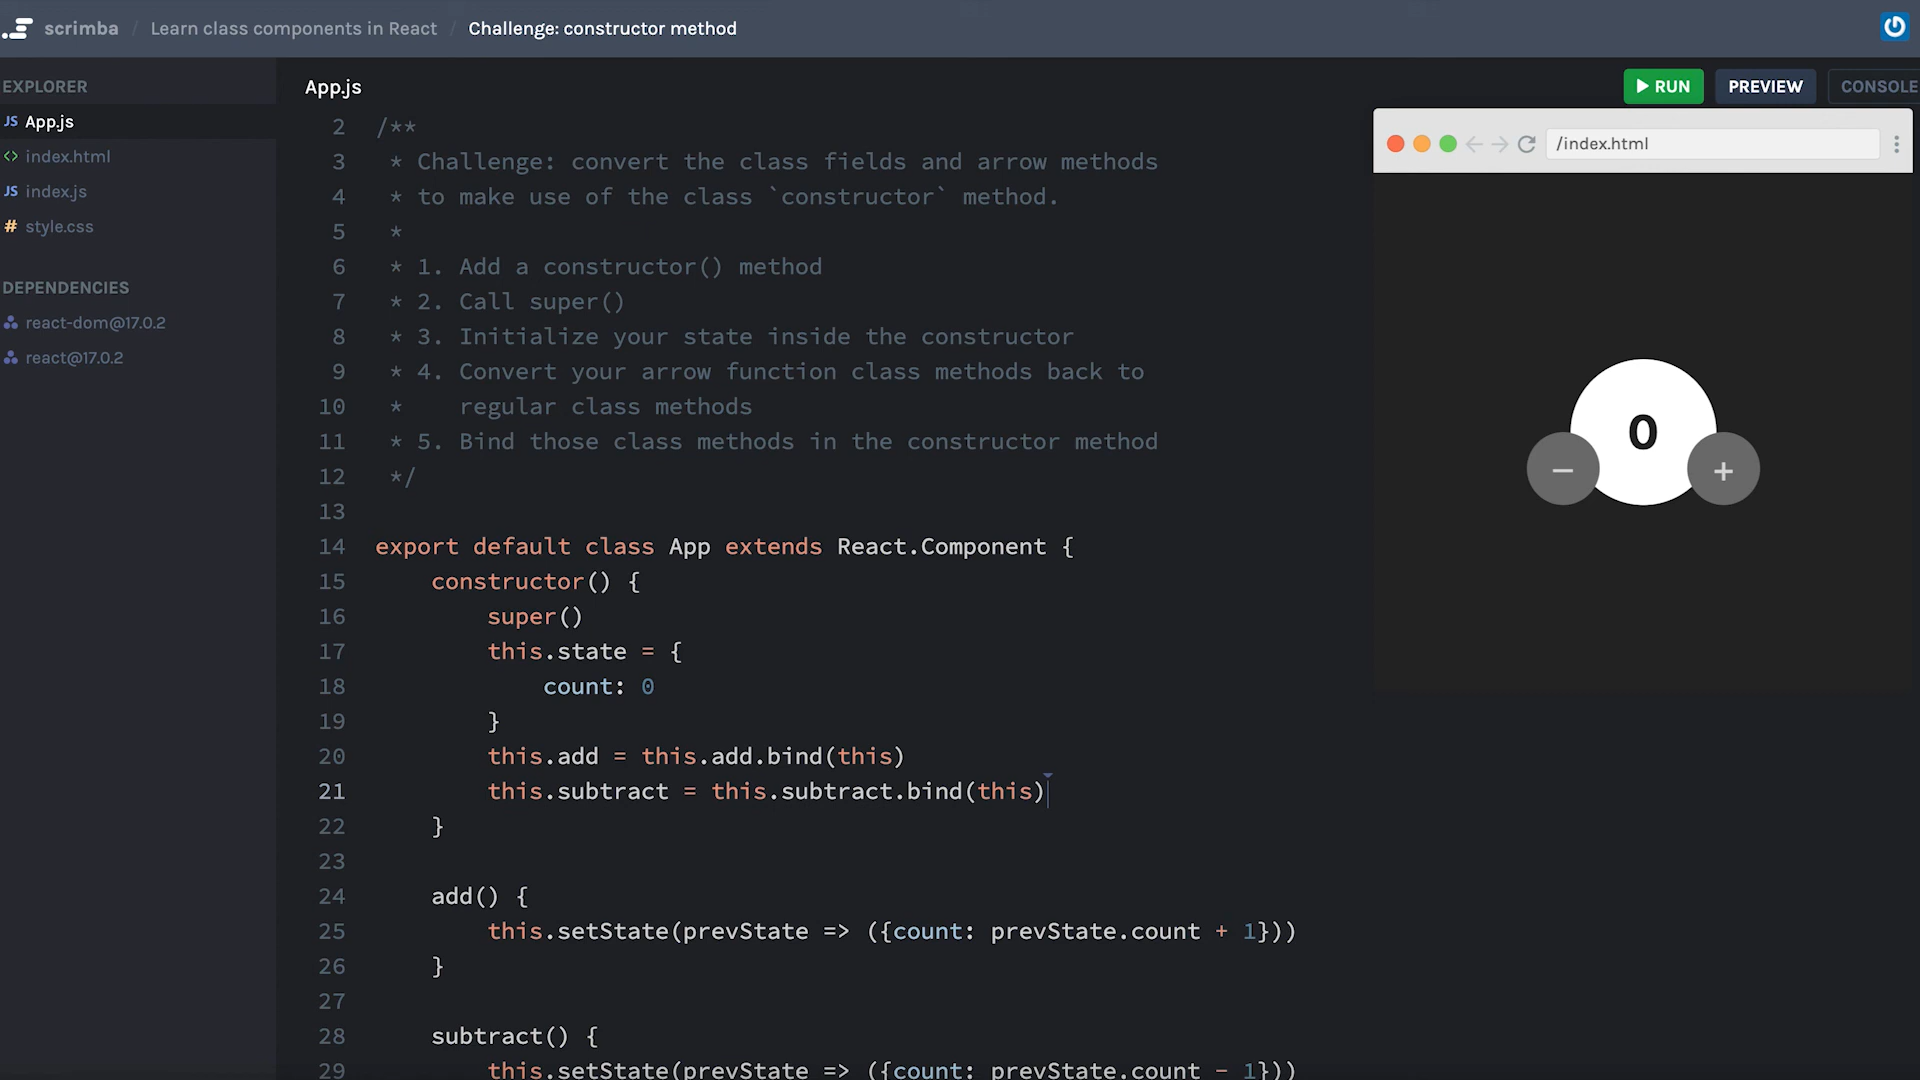 scrimba / Learn class components in React / Challenge: constructor method
EXPLORER
JS App.js
<> index.html
JS index.js
# style.css
DEPENDENCIES
react-dom@17.0.2
react@17.0.2
App.js
RUN
PREVIEW
CONSOLE
2 /**
3 * Challenge: convert the class fields and arrow methods
4 * to make use of the class `constructor` method.
5 *
6 * 1. Add a constructor() method
7 * 2. Call super()
8 * 3. Initialize your state inside the constructor
9 * 4. Convert your arrow function class methods back to
10 *    regular class methods
11 * 5. Bind those class methods in the constructor method
12 */
13
14 export default class App extends React.Component {
15     constructor() {
16         super()
17         this.state = {
18             count: 0
19         }
20         this.add = this.add.bind(this)
21         this.subtract = this.subtract.bind(this)
22     }
23
24     add() {
25         this.setState(prevState => ({count: prevState.count + 1}))
26     }
27
28     subtract() {
29         this.setState(prevState => ({count: prevState.count - 1}))
/index.html
0
–
+